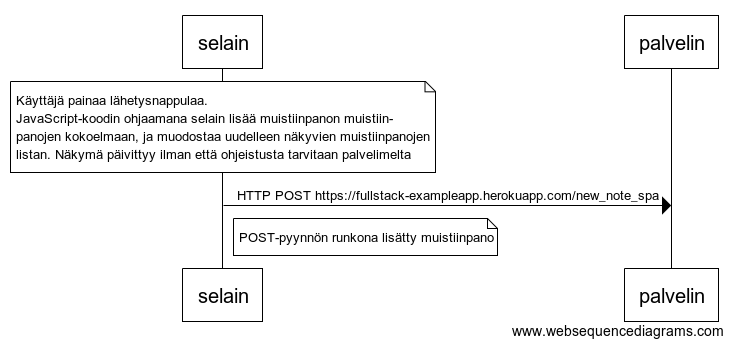 selain
palvelin
Käyttäjä painaa lähetysnappulaa.
JavaScript-koodin ohjaamana selain lisää muistiinpanon muistiin-
panojen kokoelmaan, ja muodostaa uudelleen näkyvien muistiinpanojen
listan. Näkymä päivittyy ilman että ohjeistusta tarvitaan palvelimelta
HTTP POST https://fullstack-exampleapp.herokuapp.com/new_note_spa
POST-pyynnön runkona lisätty muistiinpano
selain
palvelin
www.websequencediagrams.com